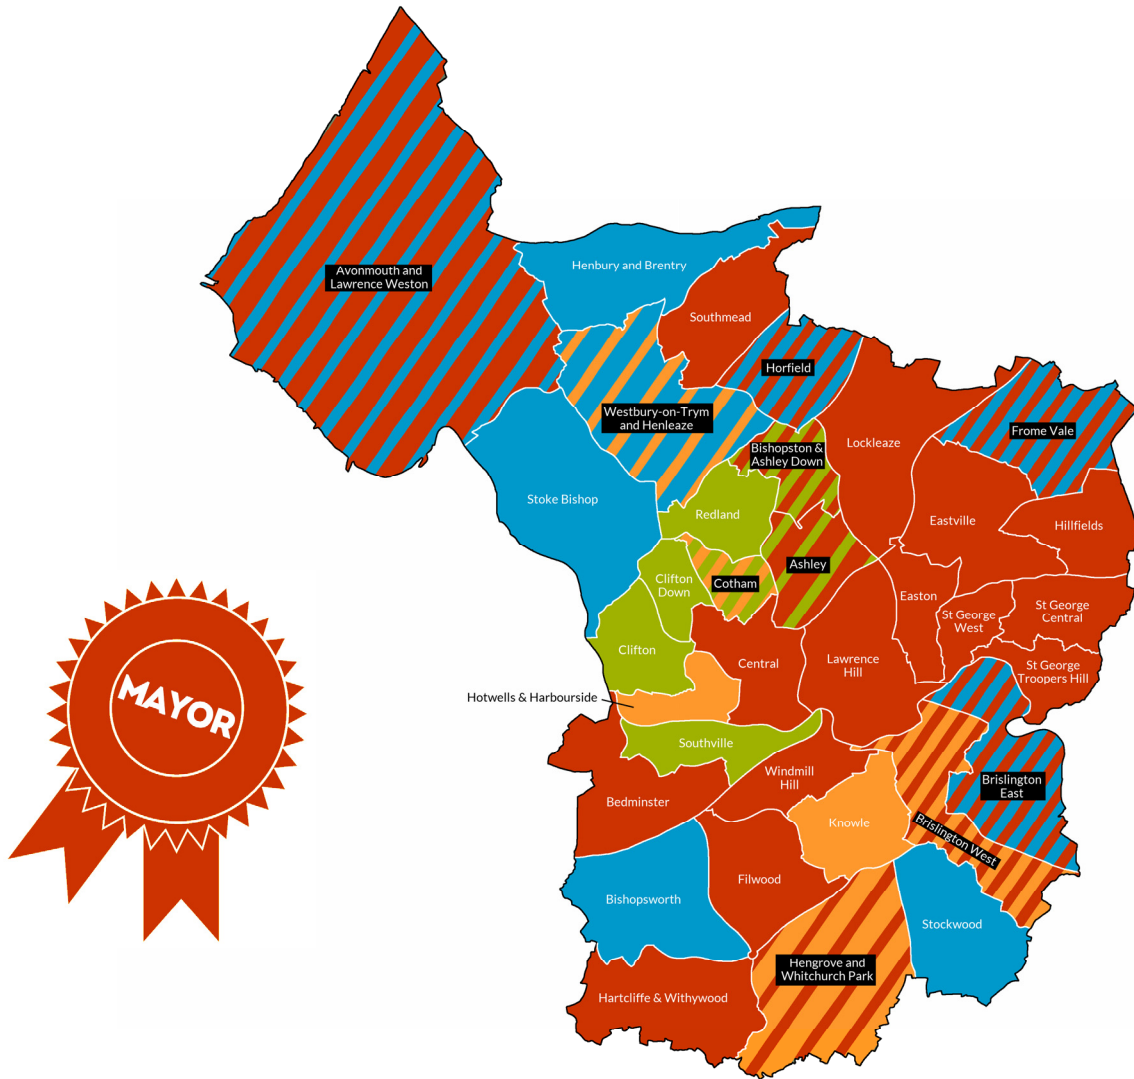 Avonmouth and
Lawrence Weston
Henbury and Brentry
Southmead
Horfield
Westbury-on-Trym
and Henleaze
Bishopston &
Ashley Down
Lockleaze
Frome Vale
Stoke Bishop
Redland
Eastville
Hillfields
Clifton
Down
Cotham
Ashley
Easton
St George
West
St George
Central
Clifton
Central
Lawrence
Hill
St George
Troopers Hill
Hotwells & Harbourside
MAYOR
Southville
Windmill
Hill
Bedminster
Brislington
East
Knowle
Brislington West
Filwood
Bishopsworth
Stockwood
Hengrove and
Whitchurch Park
Hartcliffe & Withywood